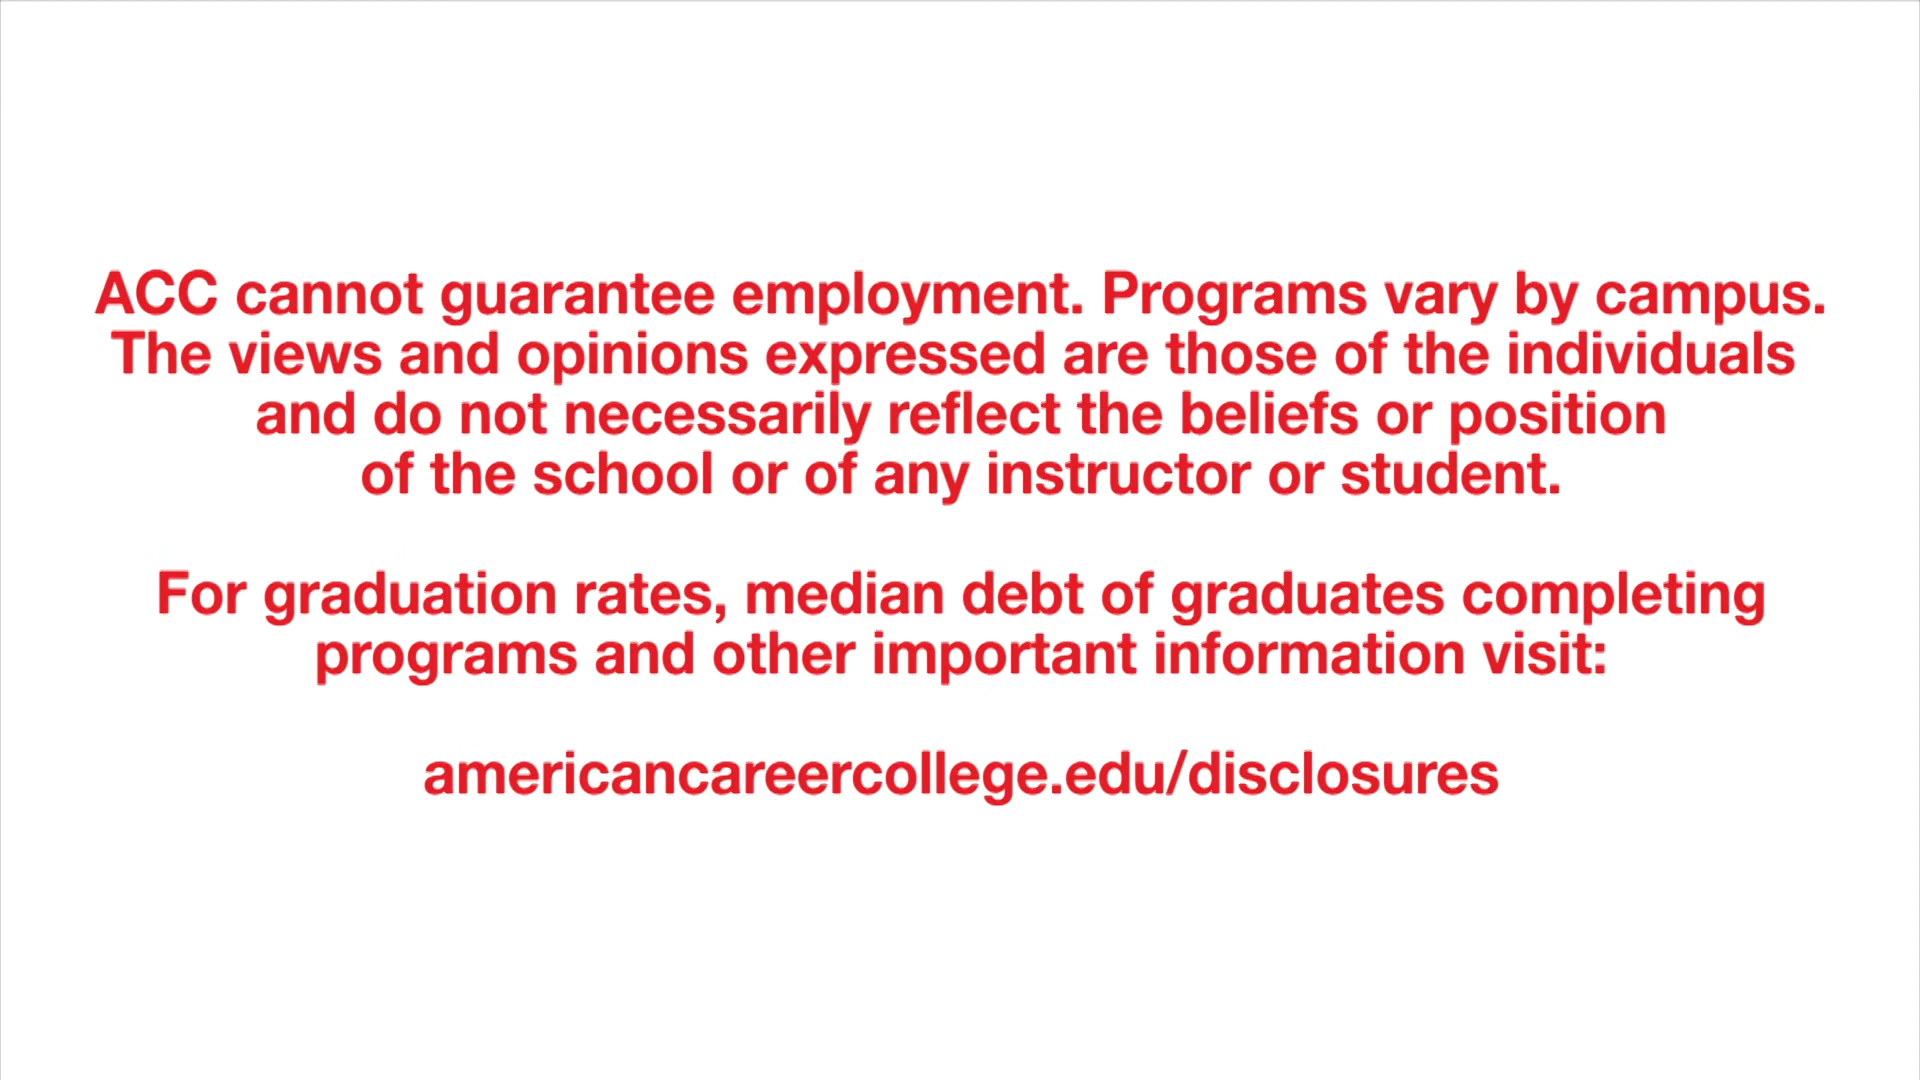 ACC cannot guarantee employment. Programs vary by campus.
The views and opinions expressed are those of the individuals
and do not necessarily reflect the beliefs or position
of the school or of any instructor or student.
For graduation rates, median debt of graduates completing
programs and other important information visit:
americancareercollege.edu/disclosures